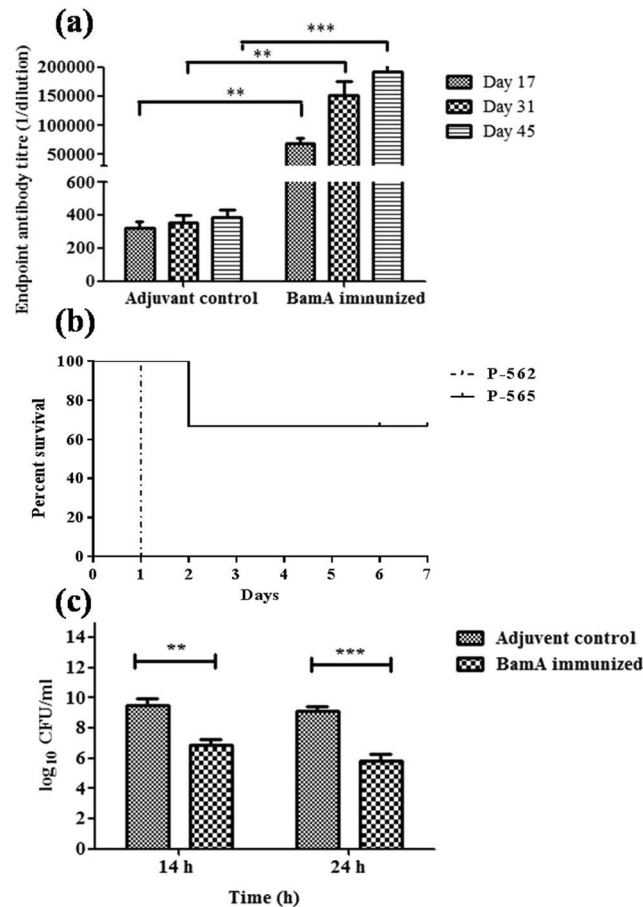 (a)
Endpoint antibody titre (1/dilution)
200000
150000
100000
50000
600
400
200
0
**
**
***
Adjuvant control
BamA immunized
Day 17
Day 31
Day 45
(b)
Percent survival
100
80
60
40
20
0
0 1 2 3 4 5 6 7
Days
P-562
P-565
(c)
log10 CFU/ml
14
12
10
8
6
4
2
0
**
***
14 h
24 h
Time (h)
Adjuvent control
BamA immunized